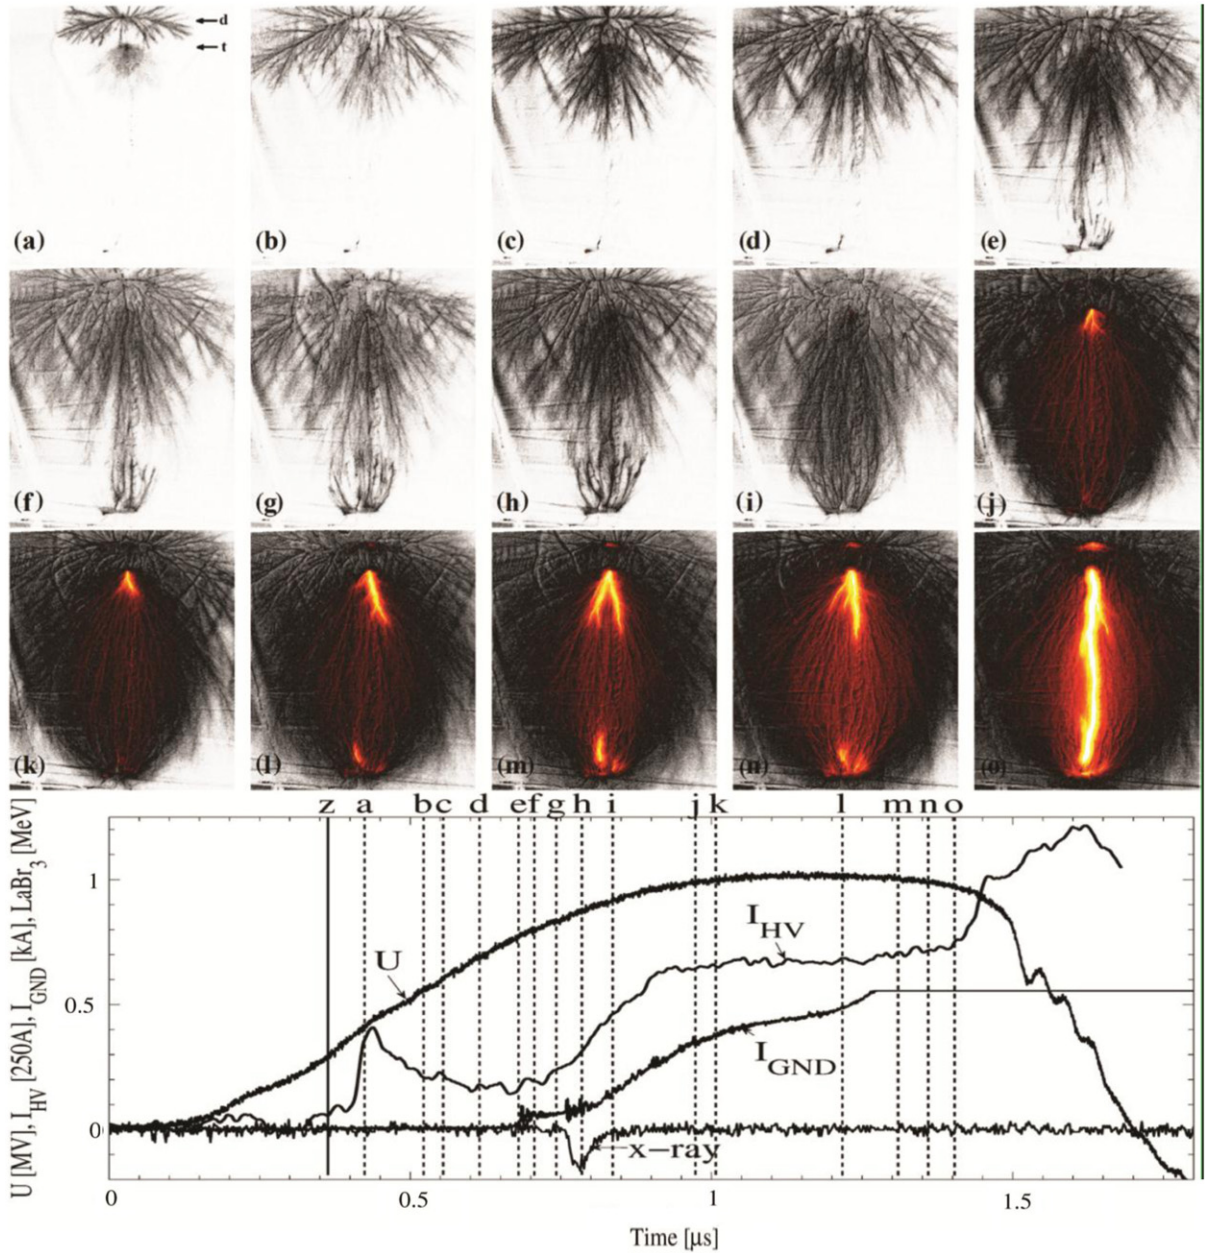 d
t
(a) (b) (c) (d) (e)
(f) (g) (h) (i) (j)
(k) (l) (m) (n) (o)
z a b c d e f g h i j k l m n o
U [MV], I_HV [250A], I_GND [kA], LaBr_3 [MeV]
1
I_HV
U
0.5
I_GND
0
x-ray
0 0.5 1 1.5
Time [μs]